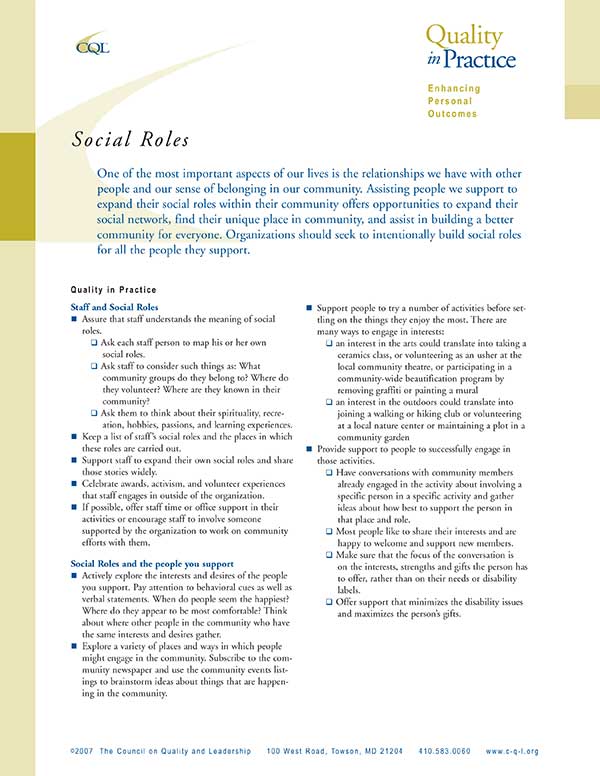 CQL
Quality
in Practice
Enhancing
Personal
Outcomes
Social Roles
One of the most important aspects of our lives is the relationships we have with other
people and our sense of belonging in our community. Assisting people we support to
expand their social roles within their community offers opportunities to expand their
social network, find their unique place in community, and assist in building a better
community for everyone. Organizations should seek to intentionally build social roles
for all the people they support.
Quality in Practice
Staff and Social Roles
■ Assure that staff understands the meaning of social
roles.
❑ Ask each staff person to map his or her own
social roles.
❑ Ask staff to consider such things as: What
community groups do they belong to? Where do
they volunteer? Where are they known in their
community?
❑ Ask them to think about their spirituality, recre-
ation, hobbies, passions, and learning experiences.
■ Keep a list of staff's social roles and the places in which
these roles are carried out.
■ Support staff to expand their own social roles and share
those stories widely.
■ Celebrate awards, activism, and volunteer experiences
that staff engages in outside of the organization.
■ If possible, offer staff time or office support in their
activities or encourage staff to involve someone
supported by the organization to work on community
efforts with them.
Social Roles and the people you support
■ Actively explore the interests and desires of the people
you support. Pay attention to behavioral cues as well as
verbal statements. When do people seem the happiest?
Where do they appear to be most comfortable? Think
about where other people in the community who have
the same interests and desires gather.
■ Explore a variety of places and ways in which people
might engage in the community. Subscribe to the com-
munity newspaper and use the community events list-
ings to brainstorm ideas about things that are happen-
ing in the community.
■ Support people to try a number of activities before set-
tling on the things they enjoy the most. There are
many ways to engage in interests:
❑ an interest in the arts could translate into taking a
ceramics class, or volunteering as an usher at the
local community theatre, or participating in a
community-wide beautification program by
removing graffiti or painting a mural
❑ an interest in the outdoors could translate into
joining a walking or hiking club or volunteering
at a local nature center or maintaining a plot in a
community garden
■ Provide support to people to successfully engage in
those activities.
❑ Have conversations with community members
already engaged in the activity about involving a
specific person in a specific activity and gather
ideas about how best to support the person in
that place and role.
❑ Most people like to share their interests and are
happy to welcome and support new members.
❑ Make sure that the focus of the conversation is
on the interests, strengths and gifts the person has
to offer, rather than on their needs or disability
labels.
❑ Offer support that minimizes the disability issues
and maximizes the person's gifts.
©2007 The Council on Quality and Leadership 100 West Road, Towson, MD 21204 410.583.0060 www.c-q-l.org